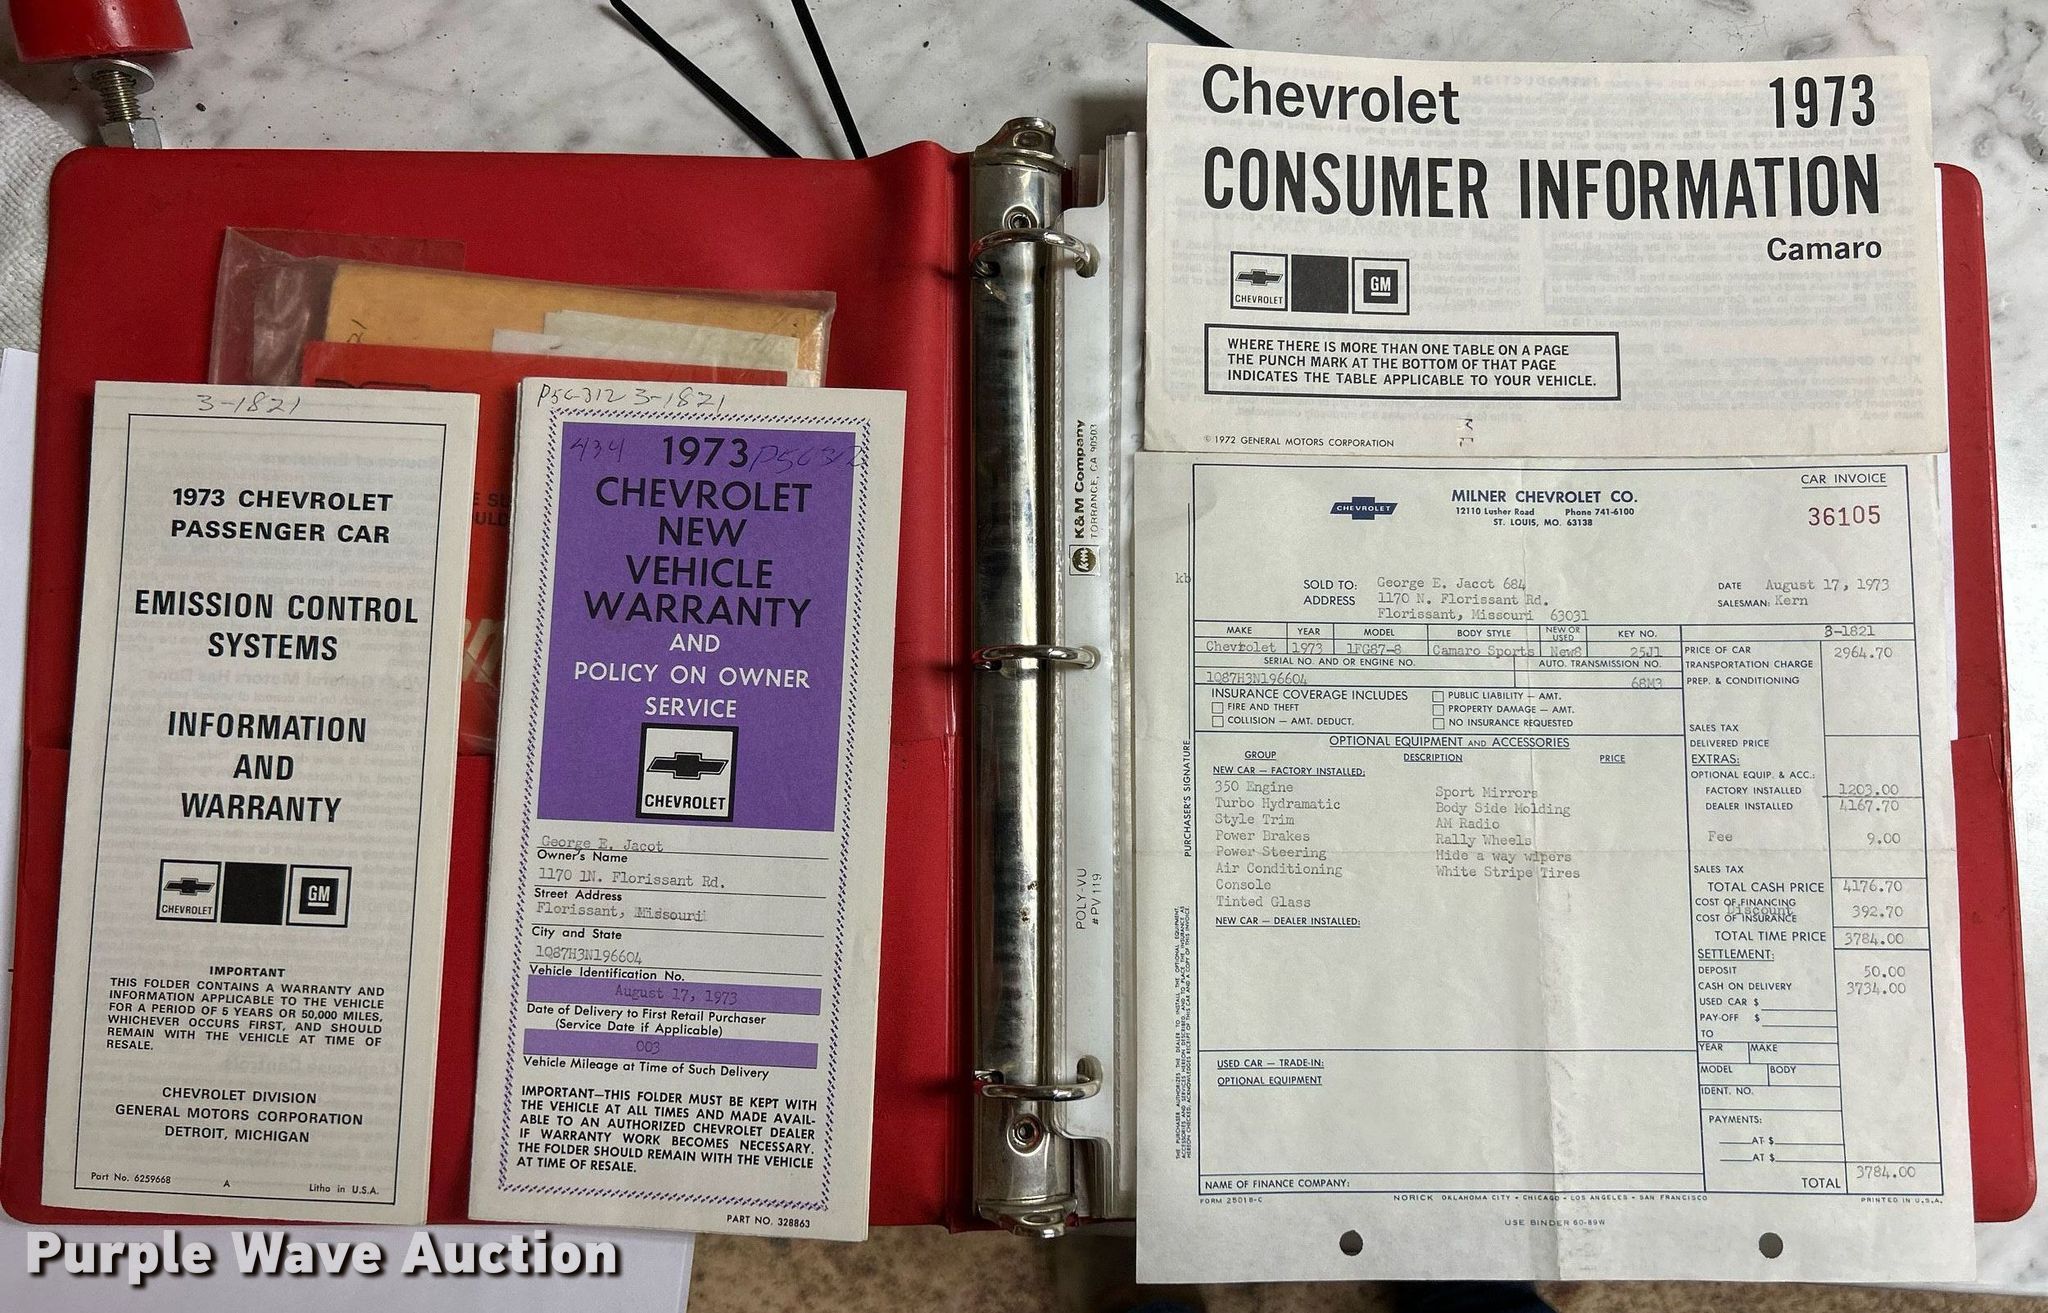 3-1821
1973 CHEVROLET
PASSENGER CAR
EMISSION CONTROL
SYSTEMS
INFORMATION
AND
WARRANTY
CHEVROLET
GM
IMPORTANT
THIS FOLDER CONTAINS A WARRANTY AND
INFORMATION APPLICABLE TO THE VEHICLE
FOR A PERIOD OF 5 YEARS OR 50,000 MILES,
WHICHEVER OCCURS FIRST, AND SHOULD
REMAIN WITH THE VEHICLE AT TIME OF
RESALE.
CHEVROLET DIVISION
GENERAL MOTORS CORPORATION
DETROIT, MICHIGAN
Part No. 6259668 A Litho in U.S.A.
P56-312 3-1821
434 1973
CHEVROLET
NEW
VEHICLE
WARRANTY
AND
POLICY ON OWNER
SERVICE
CHEVROLET
George E. Jacot
Owner's Name
1170 1N. Florissant Rd.
Street Address
Florissant, Missouri
City and State
1Q87H3N196604
Vehicle Identification No.
August 17, 1973
Date of Delivery to First Retail Purchaser
(Service Date if Applicable)
003
Vehicle Mileage at Time of Such Delivery
IMPORTANT—THIS FOLDER MUST BE KEPT WITH
THE VEHICLE AT ALL TIMES AND MADE AVAIL-
ABLE TO AN AUTHORIZED CHEVROLET DEALER
IF WARRANTY WORK BECOMES NECESSARY.
THE FOLDER SHOULD REMAIN WITH THE VEHICLE
AT TIME OF RESALE.
PART NO. 328863
K&M Company
TORRANCE, CA 90503
POLY-VU
#PV 119
Chevrolet 1973
CONSUMER INFORMATION
Camaro
CHEVROLET
GM
WHERE THERE IS MORE THAN ONE TABLE ON A PAGE
THE PUNCH MARK AT THE BOTTOM OF THAT PAGE
INDICATES THE TABLE APPLICABLE TO YOUR VEHICLE.
© 1972 GENERAL MOTORS CORPORATION
CAR INVOICE
36105
CHEVROLET
MILNER CHEVROLET CO.
12110 Lusher Road Phone 741-6100
ST. LOUIS, MO. 63138
kb
SOLD TO: George E. Jacot 684 DATE August 17, 1973
ADDRESS 1170 N. Florissant Rd. SALESMAN: Kern
Florissant, Missouri 63031
MAKE YEAR MODEL BODY STYLE NEW OR USED KEY NO. 3-1821
Chevrolet 1973 1FG87-8 Camaro Sports New8 25J1
SERIAL NO. AND OR ENGINE NO. AUTO. TRANSMISSION NO.
1Q87H3N196604 68M3
PRICE OF CAR 2964.70
TRANSPORTATION CHARGE
PREP. & CONDITIONING
INSURANCE COVERAGE INCLUDES
FIRE AND THEFT
COLLISION — AMT. DEDUCT.
PUBLIC LIABILITY — AMT.
PROPERTY DAMAGE — AMT.
NO INSURANCE REQUESTED
OPTIONAL EQUIPMENT AND ACCESSORIES
GROUP DESCRIPTION PRICE
NEW CAR — FACTORY INSTALLED:
350 Engine
Turbo Hydramatic
Style Trim
Power Brakes
Power Steering
Air Conditioning
Console
Tinted Glass
Sport Mirrors
Body Side Molding
AM Radio
Rally Wheels
Hide a way wipers
White Stripe Tires
NEW CAR — DEALER INSTALLED:
USED CAR — TRADE-IN:
OPTIONAL EQUIPMENT
NAME OF FINANCE COMPANY:
SALES TAX
DELIVERED PRICE
EXTRAS:
OPTIONAL EQUIP. & ACC.:
FACTORY INSTALLED 1203.00
DEALER INSTALLED 4167.70
Fee 9.00
SALES TAX
TOTAL CASH PRICE 4176.70
COST OF FINANCING
Discount 392.70
COST OF INSURANCE
TOTAL TIME PRICE 3784.00
SETTLEMENT:
DEPOSIT 50.00
CASH ON DELIVERY 3734.00
USED CAR $
PAY-OFF $
TO
YEAR MAKE
MODEL BODY
IDENT. NO.
PAYMENTS:
AT $
AT $
TOTAL 3784.00
PURCHASER'S SIGNATURE
FORM 25018-C NORICK OKLAHOMA CITY • CHICAGO • LOS ANGELES • SAN FRANCISCO PRINTED IN U.S.A.
USE BINDER 60-89W
Purple Wave Auction